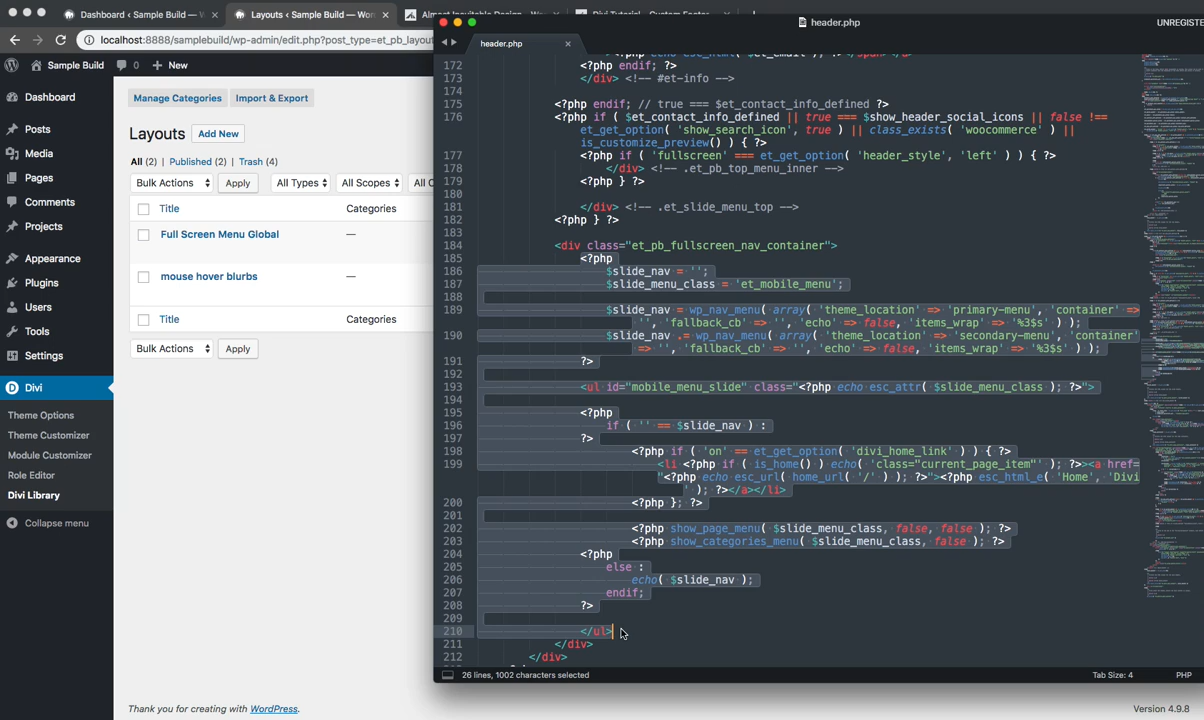 Dashboard ‹ Sample Build — W
Layouts ‹ Sample Build — Wor
header.php
UNREGISTE
localhost:8888/samplebuild/wp-admin/edit.php?post_type=et_pb_layou
header.php
Sample Build
0
New
Dashboard
Posts
Media
Pages
Comments
Projects
Appearance
Plugins
Users
Tools
Settings
Divi
Theme Options
Theme Customizer
Module Customizer
Role Editor
Divi Library
Collapse menu
Manage Categories
Import & Export
Layouts
Add New
All (2) | Published (2) | Trash (4)
Bulk Actions
Apply
All Types
All Scopes
All C
Title
Categories
Full Screen Menu Global
—
mouse hover blurbs
—
Title
Categories
Bulk Actions
Apply
Thank you for creating with WordPress.
172 <?php endif; ?>
173 </div> <!-- #et-info -->
174
175 <?php endif; // true === $et_contact_info_defined ?>
176 <?php if ( $et_contact_info_defined || true === $show_header_social_icons || false !==
et_get_option( 'show_search_icon', true ) || class_exists( 'woocommerce' ) ||
is_customize_preview() ) { ?>
177 <?php if ( 'fullscreen' === et_get_option( 'header_style', 'left' ) ) { ?>
178 </div> <!-- .et_pb_top_menu_inner -->
179 <?php } ?>
180
181 </div> <!-- .et_slide_menu_top -->
182 <?php } ?>
183
184 <div class="et_pb_fullscreen_nav_container">
185 <?php
186 $slide_nav = '';
187 $slide_menu_class = 'et_mobile_menu';
188
189 $slide_nav = wp_nav_menu( array( 'theme_location' => 'primary-menu', 'container' =>
'', 'fallback_cb' => '', 'echo' => false, 'items_wrap' => '%3$s' ) );
190 $slide_nav .= wp_nav_menu( array( 'theme_location' => 'secondary-menu', 'container'
=> '', 'fallback_cb' => '', 'echo' => false, 'items_wrap' => '%3$s' ) );
191 ?>
192
193 <ul id="mobile_menu_slide" class="<?php echo esc_attr( $slide_menu_class ); ?>">
194
195 <?php
196 if ( '' == $slide_nav ) :
197 ?>
198 <?php if ( 'on' == et_get_option( 'divi_home_link' ) ) { ?>
199 <li <?php if ( is_home() ) echo( 'class="current_page_item"' ); ?>><a href=
"<?php echo esc_url( home_url( '/' ) ); ?>"><?php esc_html_e( 'Home', 'Divi
' ); ?></a></li>
200 <?php }; ?>
201
202 <?php show_page_menu( $slide_menu_class, false, false ); ?>
203 <?php show_categories_menu( $slide_menu_class, false ); ?>
204 <?php
205 else :
206 echo( $slide_nav );
207 endif;
208 ?>
209
210 </ul>
211 </div>
212 </div>
26 lines, 1002 characters selected
Tab Size: 4
PHP
Version 4.9.8